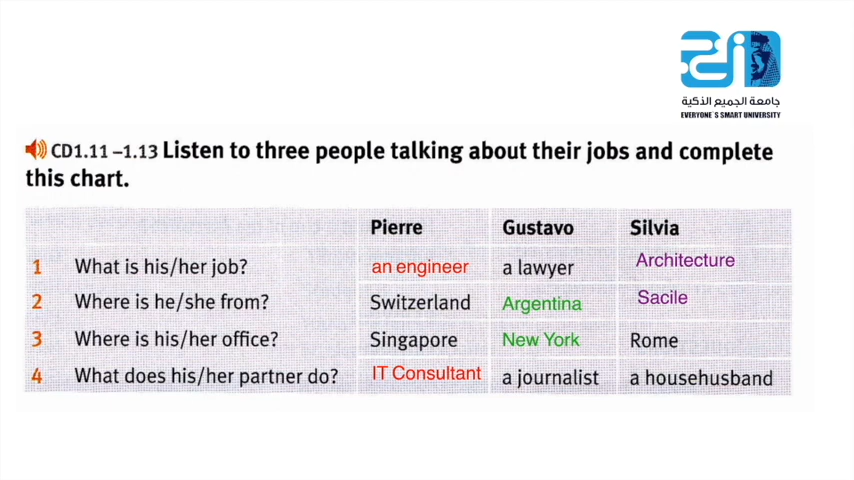 جامعة الجميع الذكية
EVERYONE`S SMART UNIVERSITY
CD1.11 –1.13 Listen to three people talking about their jobs and complete
this chart.
Pierre Gustavo Silvia
1 What is his/her job? an engineer a lawyer Architecture
2 Where is he/she from? Switzerland Argentina Sacile
3 Where is his/her office? Singapore New York Rome
4 What does his/her partner do? IT Consultant a journalist a househusband